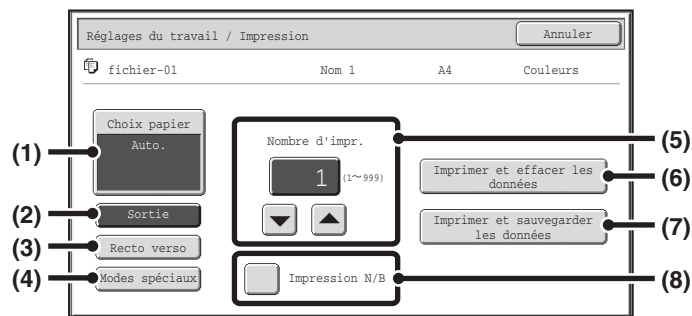 Réglages du travail / Impression
Annuler
fichier-01 Nom 1 A4 Couleurs
Choix papier
Auto.
(1)
Sortie
(2)
Recto verso
(3)
Modes spéciaux
(4)
Nombre d'impr.
1 (1~999)
(5)
Imprimer et effacer les
données
(6)
Imprimer et sauvegarder
les données
(7)
Impression N/B
(8)